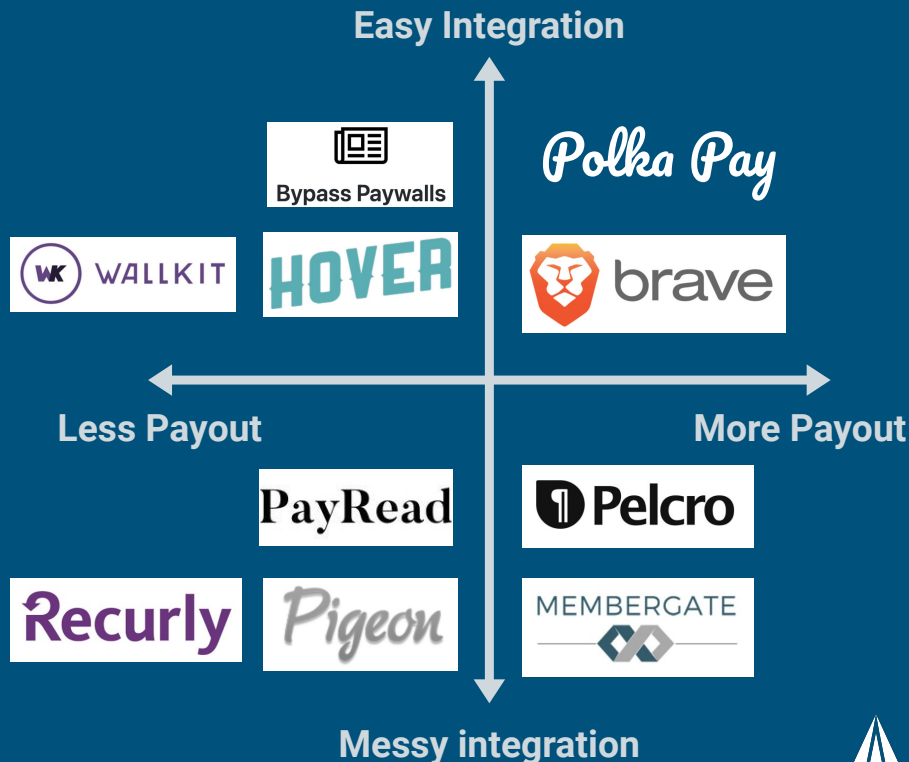 Easy Integration
Bypass Paywalls
Polka Pay
WK WALLKIT
HOVER
brave
Less Payout
More Payout
PayRead
Pelcro
Recurly
Pigeon
MEMBERGATE
Messy integration